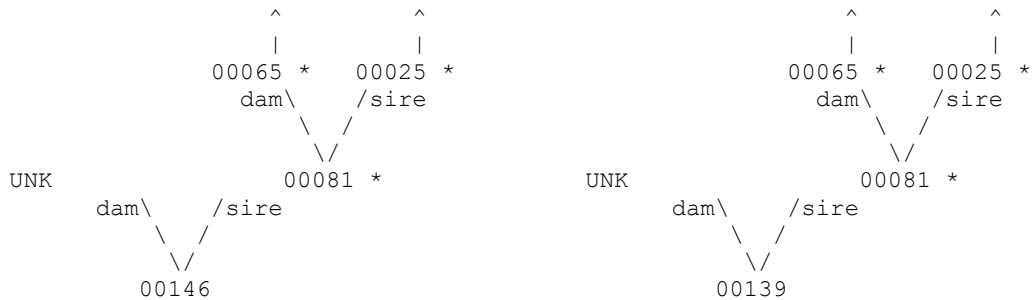 ^ ^ ^ ^
| | | |
00065 * 00025 * 00065 * 00025 *
dam\ /sire dam\ /sire
\ / \ /
\/ \/
UNK 00081 * UNK 00081 *
dam\ /sire dam\ /sire
\ / \ /
\/ \/
00146 00139